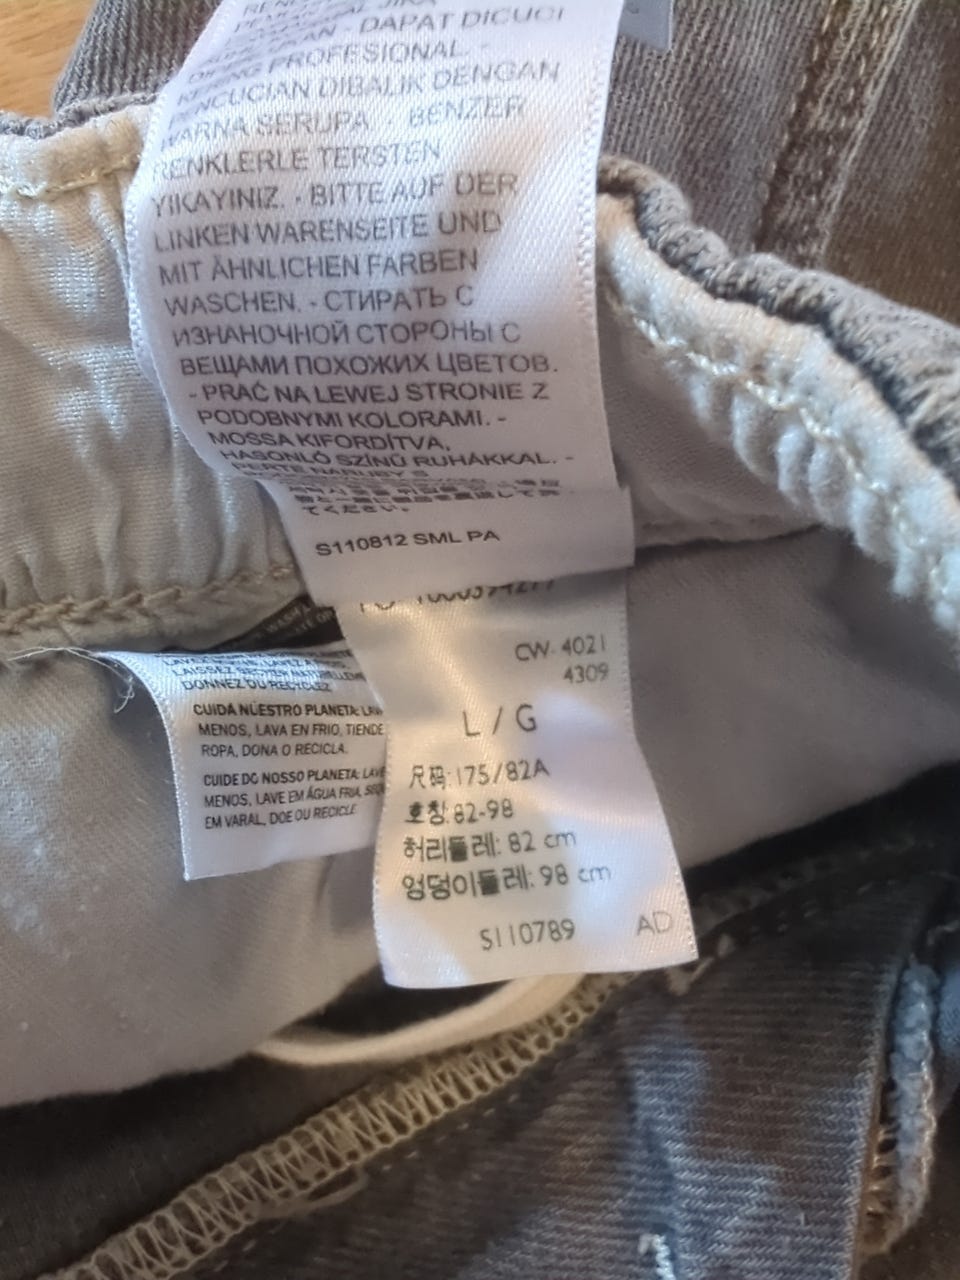 DAPAT DICUCI
PROFESIONAL. -
DIBALIK DENGAN
WARNA SERUPA - BENZER
RENKLERLE TERSTEN
YIKAYINIZ. - BITTE AUF DER
LINKEN WARENSEITE UND
MIT ÄHNLICHEN FARBEN
WASCHEN. - СТИРАТЬ С
ИЗНАНОЧНОЙ СТОРОНЫ С
ВЕЩАМИ ПОХОЖИХ ЦВЕТОВ.
- PRAĆ NA LEWEJ STRONIE Z
PODOBNYMI KOLORAMI. -
MOSSA KIFORDÍTVA,
HASONLÓ SZÍNŰ RUHÁKKAL. -
てください。
S110812 SML PA
CW 4021
4309
L / G
尺码:175/82A
호칭:82-98
허리둘레: 82 cm
엉덩이둘레: 98 cm
S110789 AD
DONNEZ OU RECYCLEZ
CUIDA NUESTRO PLANETA:
MENOS, LAVA EN FRIO, TIENDE
ROPA, DONA O RECICLA.
CUIDE DO NOSSO PLANETA:
MENOS, LAVE EM ÁGUA FRIA,
EM VARAL, DOE OU RECICLE